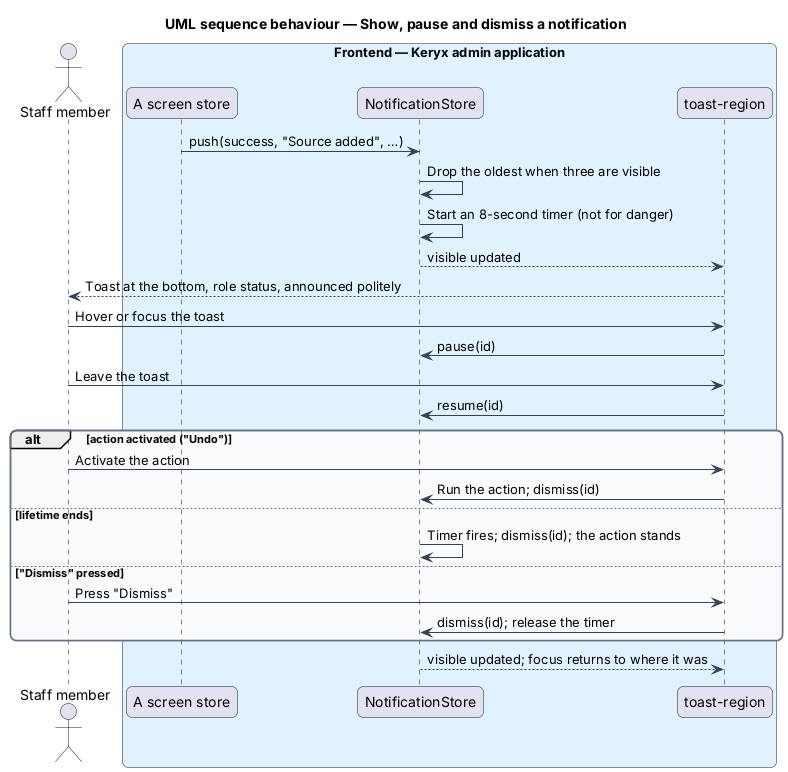 UML sequence behaviour — Show, pause and dismiss a notification
Frontend — Keryx admin application
Staff member
A screen store
NotificationStore
toast-region
push(success, "Source added", ...)
Drop the oldest when three are visible
Start an 8-second timer (not for danger)
visible updated
Toast at the bottom, role status, announced politely
Hover or focus the toast
pause(id)
Leave the toast
resume(id)
alt
[action activated ("Undo")]
Activate the action
Run the action; dismiss(id)
[lifetime ends]
Timer fires; dismiss(id); the action stands
["Dismiss" pressed]
Press "Dismiss"
dismiss(id); release the timer
visible updated; focus returns to where it was
Staff member
A screen store
NotificationStore
toast-region